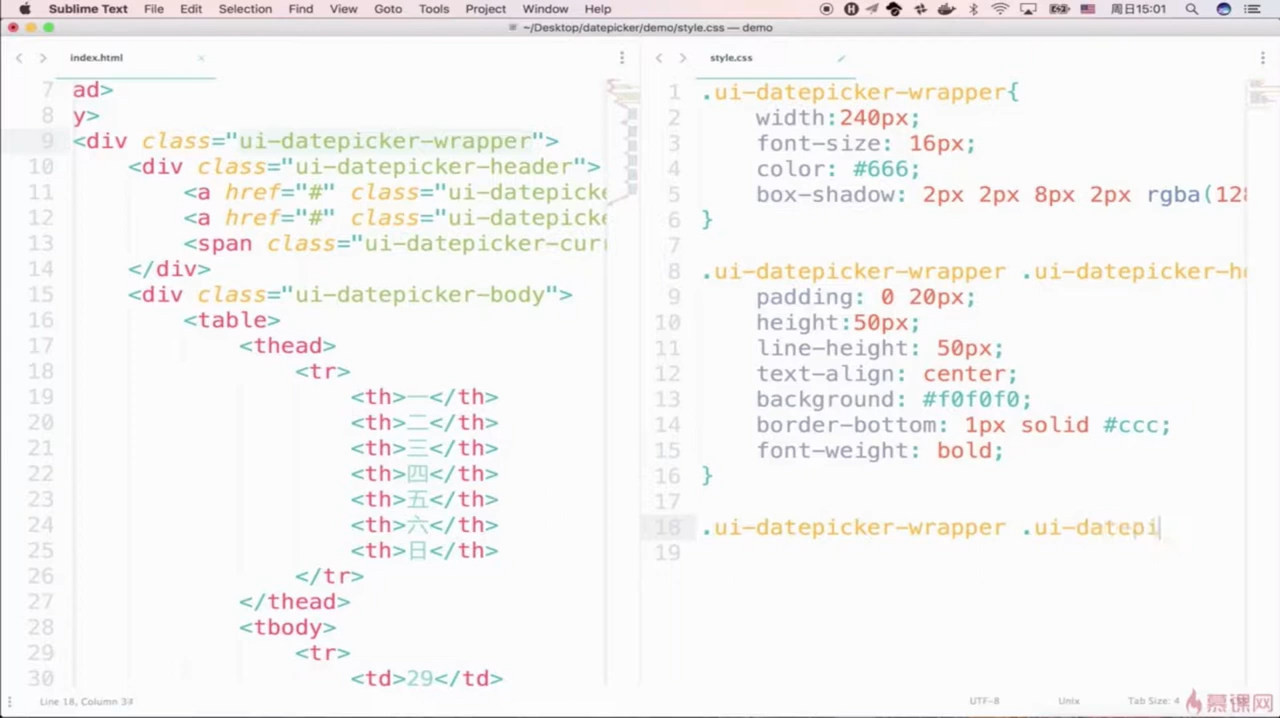 Sublime Text File Edit Selection Find View Goto Tools Project Window Help 周日15:01
~/Desktop/datepicker/demo/style.css — demo
index.html
7 ad>
8 y>
9 <div class="ui-datepicker-wrapper">
10 <div class="ui-datepicker-header">
11 <a href="#" class="ui-datepicke
12 <a href="#" class="ui-datepicke
13 <span class="ui-datepicker-curr
14 </div>
15 <div class="ui-datepicker-body">
16 <table>
17 <thead>
18 <tr>
19 <th>一</th>
20 <th>二</th>
21 <th>三</th>
22 <th>四</th>
23 <th>五</th>
24 <th>六</th>
25 <th>日</th>
26 </tr>
27 </thead>
28 <tbody>
29 <tr>
30 <td>29</td>
style.css
1 .ui-datepicker-wrapper{
2 width:240px;
3 font-size: 16px;
4 color: #666;
5 box-shadow: 2px 2px 8px 2px rgba(128
6 }
7
8 .ui-datepicker-wrapper .ui-datepicker-he
9 padding: 0 20px;
10 height:50px;
11 line-height: 50px;
12 text-align: center;
13 background: #f0f0f0;
14 border-bottom: 1px solid #ccc;
15 font-weight: bold;
16 }
17
18 .ui-datepicker-wrapper .ui-datepi
19
Line 18, Column 33 UTF-8 Unix Tab Size: 4
慕课网